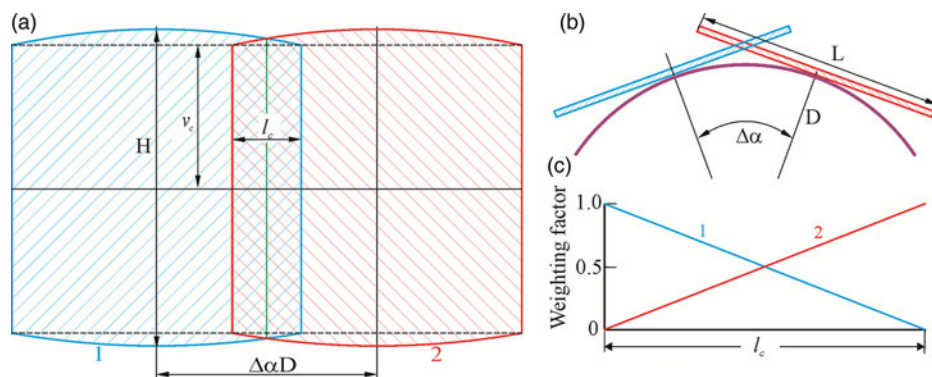 (a)
H
v_c
l_c
1
2
ΔαD
(b)
L
D
Δα
(c)
Weighting factor
1.0
0.5
0
1
2
l_c